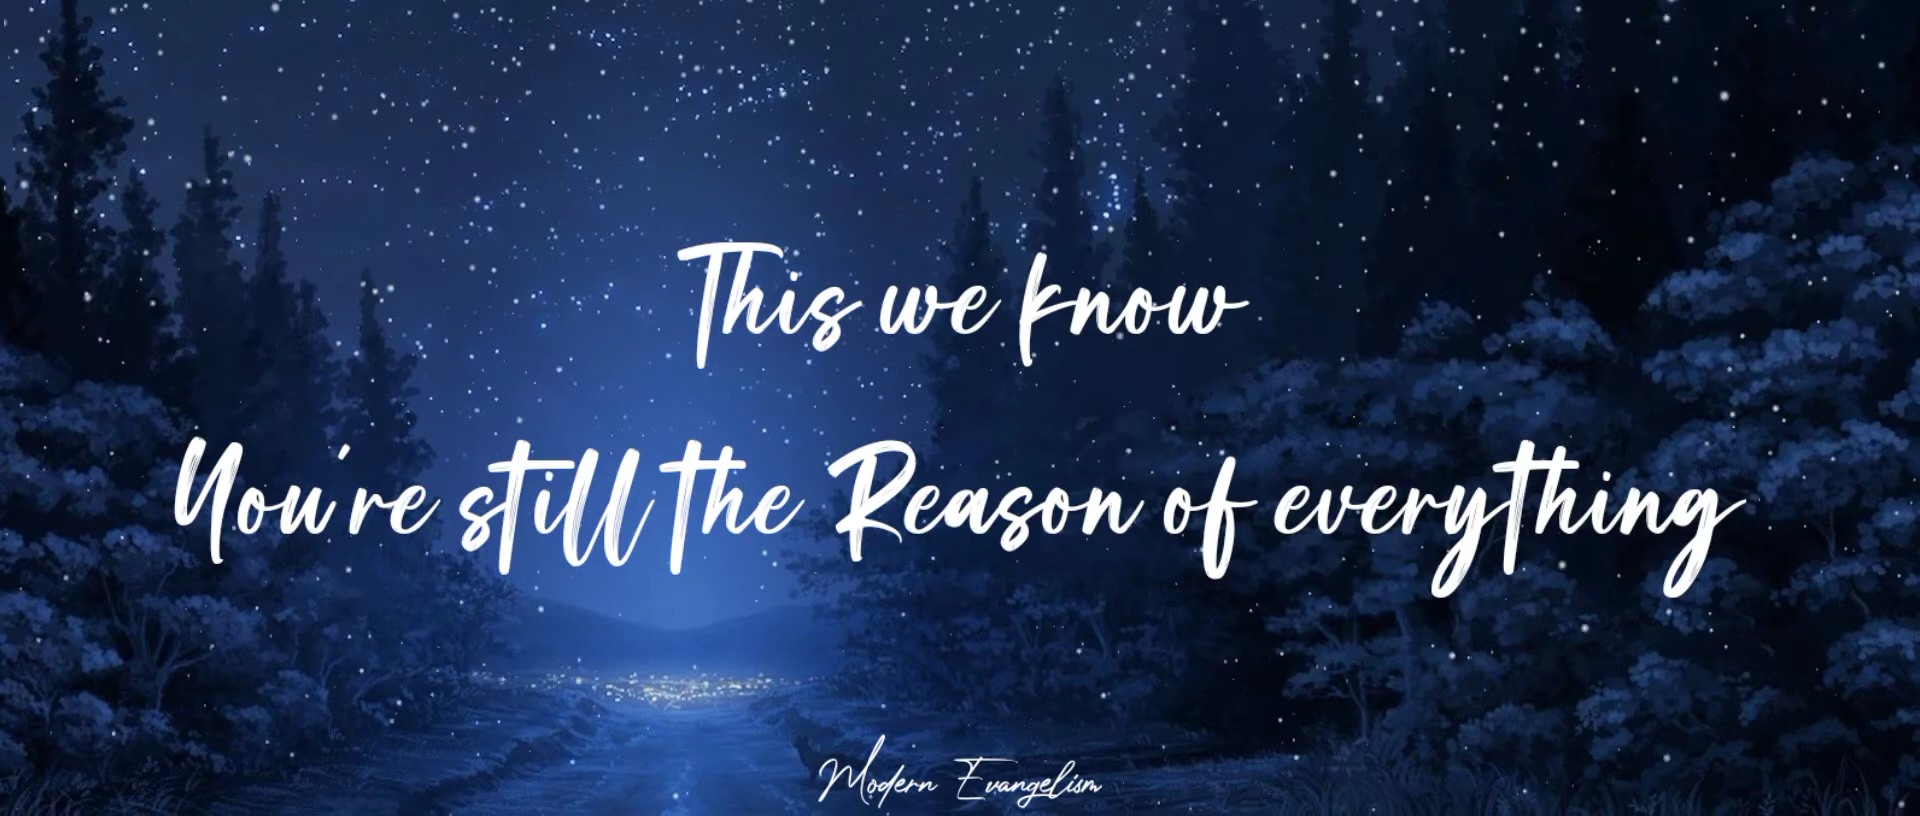 This we know
You're still the Reason of everything
Modern Evangelism